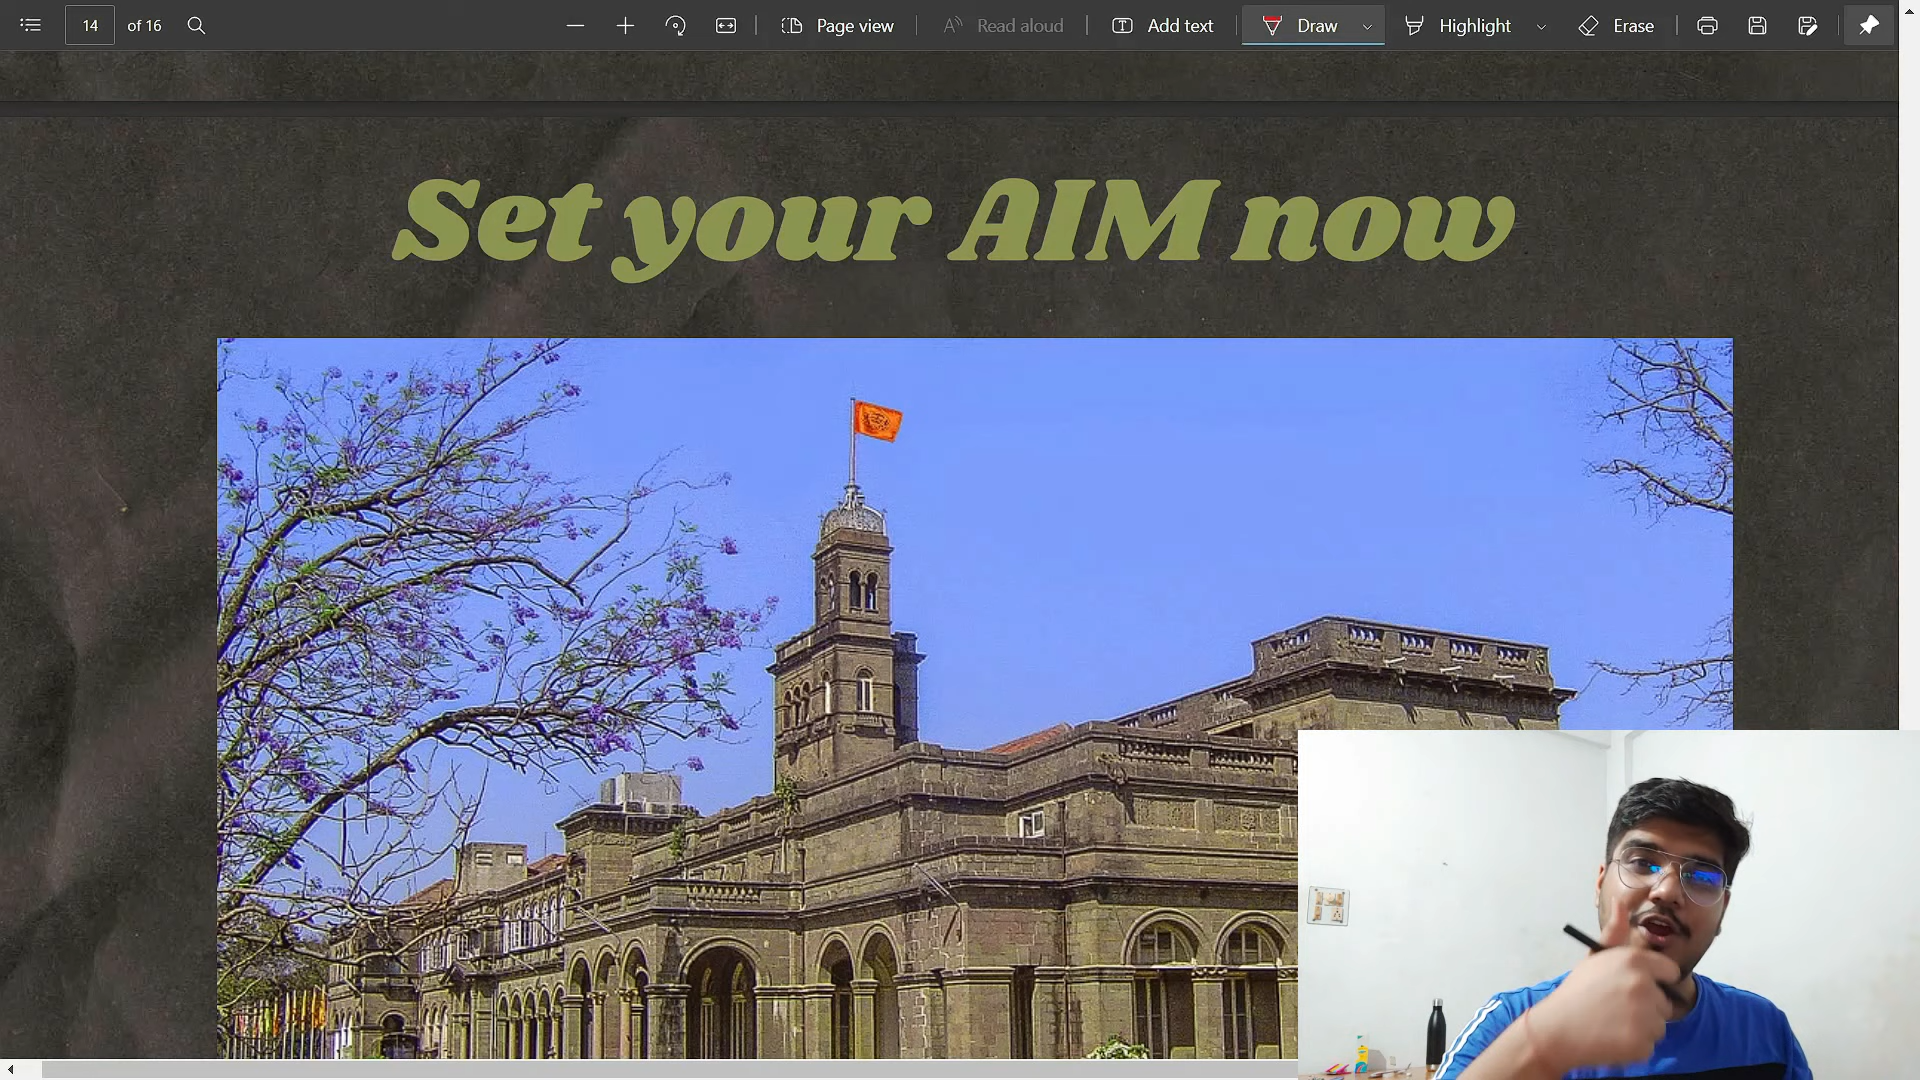 14 of 16 Page view Read aloud Add text Draw Highlight Erase
Set your AIM now